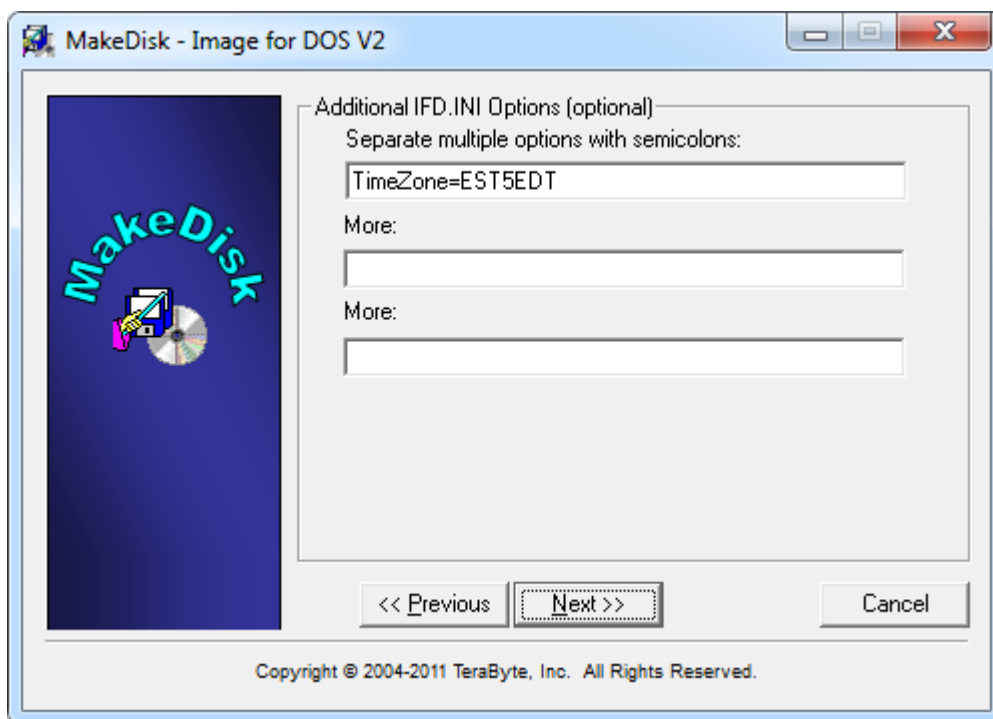 MakeDisk - Image for DOS V2
Additional IFD.INI Options (optional)
Separate multiple options with semicolons:
TimeZone=EST5EDT
More:
More:
MakeDisk
<< Previous
Next >>
Cancel
Copyright © 2004-2011 TeraByte, Inc. All Rights Reserved.